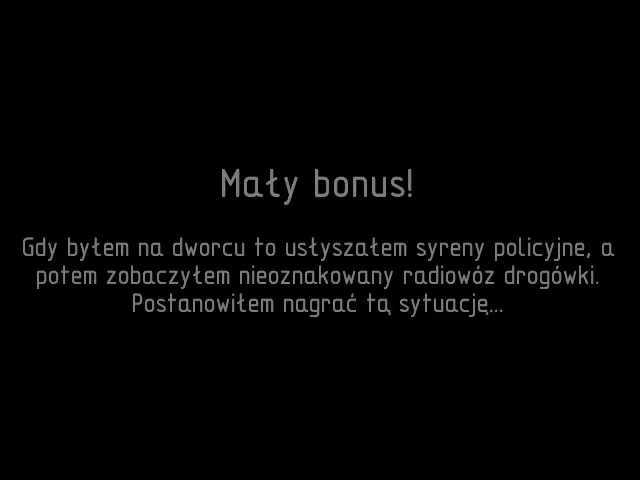 Mały bonus!
Gdy byłem na dworcu to usłyszałem syreny policyjne, a
potem zobaczyłem nieoznakowany radiowóz drogówki.
Postanowiłem nagrać tą sytuację...